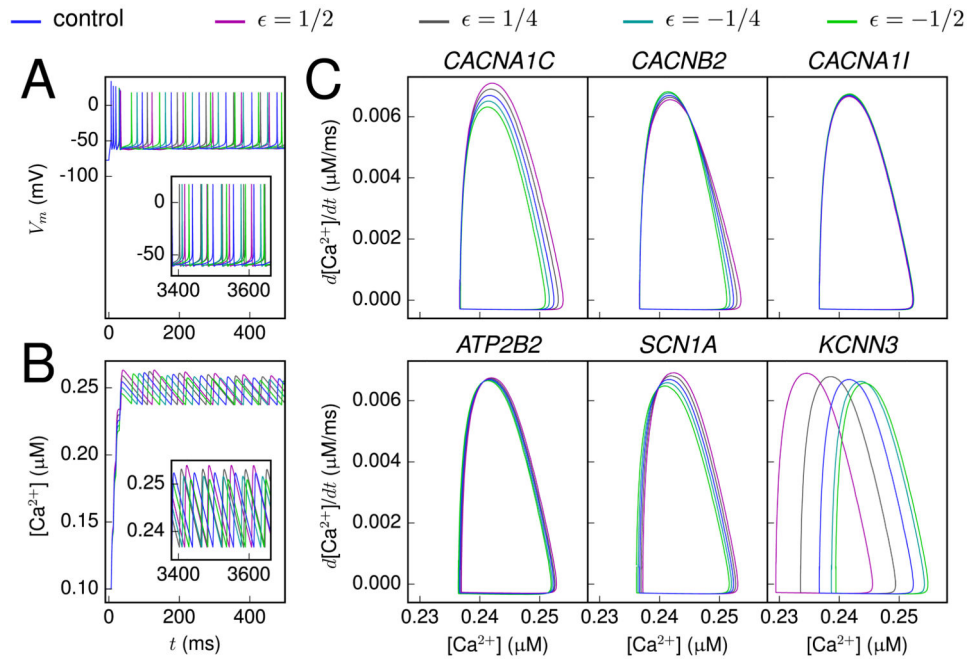 control ϵ = 1/2 ϵ = 1/4 ϵ = −1/4 ϵ = −1/2
A
0
-50
-100
V_m (mV)
0
-50
3400 3600
0 200 400
B
0.25
0.20
0.15
0.10
[Ca²⁺] (μM)
0.25
0.24
3400 3600
0 200 400
t (ms)
C
CACNA1C CACNB2 CACNA1I
0.006
0.004
0.002
0.000
d[Ca²⁺]/dt (μM/ms)
ATP2B2 SCN1A KCNN3
0.006
0.004
0.002
0.000
d[Ca²⁺]/dt (μM/ms)
0.23 0.24 0.25 0.23 0.24 0.25 0.23 0.24 0.25
[Ca²⁺] (μM) [Ca²⁺] (μM) [Ca²⁺] (μM)